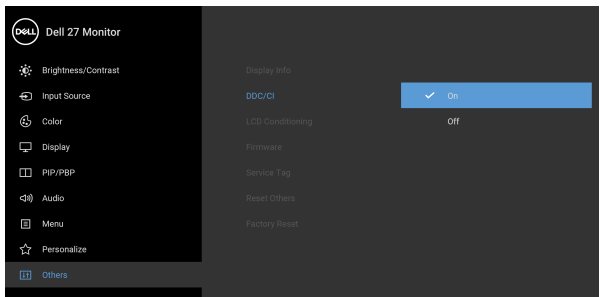 DELL
Dell 27 Monitor
Brightness/Contrast
Input Source
Color
Display
PIP/PBP
Audio
Menu
Personalize
Others
Display Info
DDC/CI
LCD Conditioning
Firmware
Service Tag
Reset Others
Factory Reset
On
Off